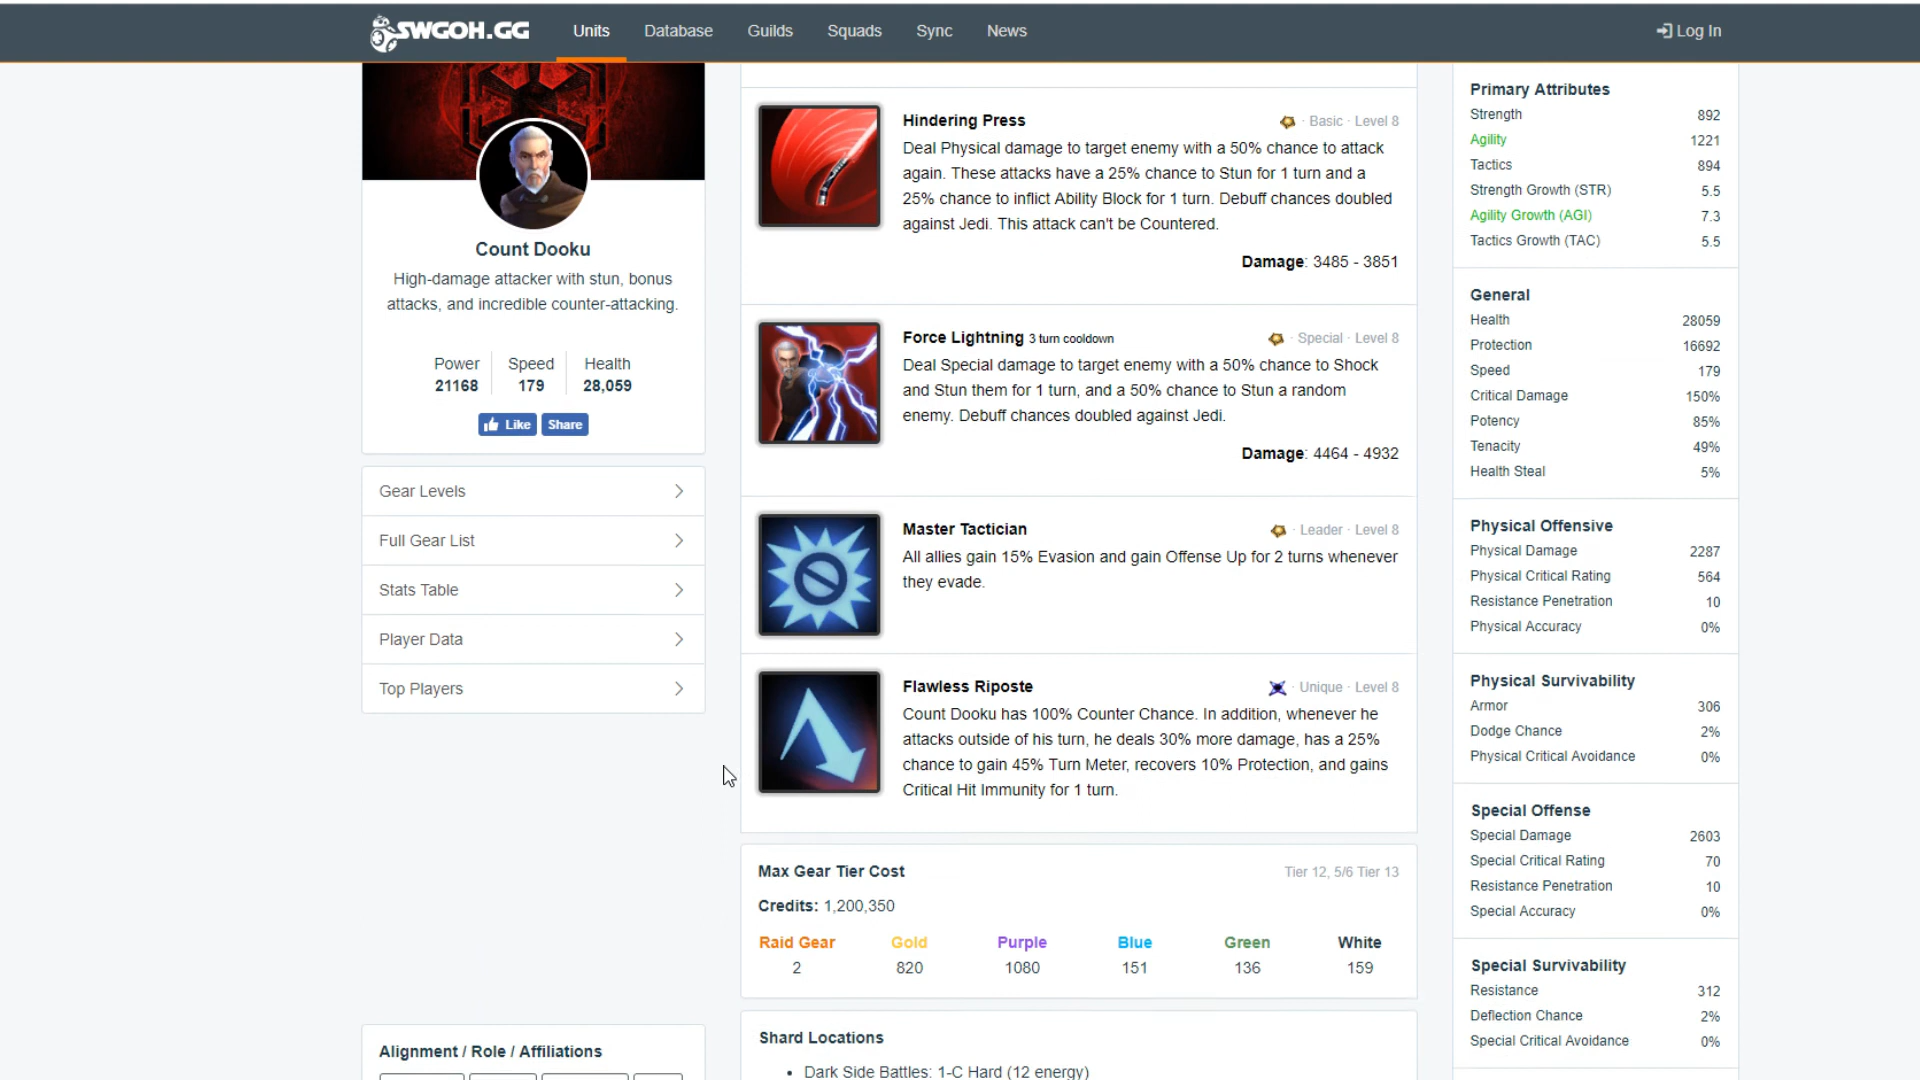 SWGOH.GG
Units
Database
Guilds
Squads
Sync
News
Log In
Count Dooku
High-damage attacker with stun, bonus
attacks, and incredible counter-attacking.
Power Speed Health
21168 179 28,059
Like Share
Gear Levels
Full Gear List
Stats Table
Player Data
Top Players
Alignment / Role / Affiliations
Hindering Press · Basic · Level 8
Deal Physical damage to target enemy with a 50% chance to attack
again. These attacks have a 25% chance to Stun for 1 turn and a
25% chance to inflict Ability Block for 1 turn. Debuff chances doubled
against Jedi. This attack can't be Countered.
Damage: 3485 - 3851
Force Lightning 3 turn cooldown · Special · Level 8
Deal Special damage to target enemy with a 50% chance to Shock
and Stun them for 1 turn, and a 50% chance to Stun a random
enemy. Debuff chances doubled against Jedi.
Damage: 4464 - 4932
Master Tactician · Leader · Level 8
All allies gain 15% Evasion and gain Offense Up for 2 turns whenever
they evade.
Flawless Riposte · Unique · Level 8
Count Dooku has 100% Counter Chance. In addition, whenever he
attacks outside of his turn, he deals 30% more damage, has a 25%
chance to gain 45% Turn Meter, recovers 10% Protection, and gains
Critical Hit Immunity for 1 turn.
Max Gear Tier Cost Tier 12, 5/6 Tier 13
Credits: 1,200,350
Raid Gear Gold Purple Blue Green White
2 820 1080 151 136 159
Shard Locations
• Dark Side Battles: 1-C Hard (12 energy)
Primary Attributes
Strength 892
Agility 1221
Tactics 894
Strength Growth (STR) 5.5
Agility Growth (AGI) 7.3
Tactics Growth (TAC) 5.5
General
Health 28059
Protection 16692
Speed 179
Critical Damage 150%
Potency 85%
Tenacity 49%
Health Steal 5%
Physical Offensive
Physical Damage 2287
Physical Critical Rating 564
Resistance Penetration 10
Physical Accuracy 0%
Physical Survivability
Armor 306
Dodge Chance 2%
Physical Critical Avoidance 0%
Special Offense
Special Damage 2603
Special Critical Rating 70
Resistance Penetration 10
Special Accuracy 0%
Special Survivability
Resistance 312
Deflection Chance 2%
Special Critical Avoidance 0%